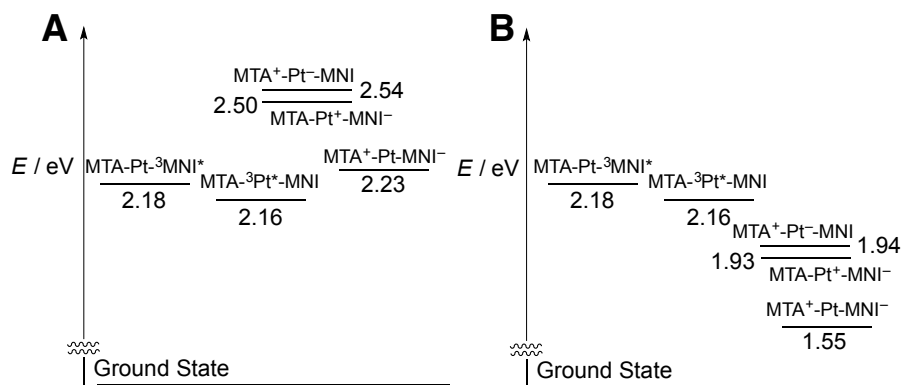 A
MTA⁺-Pt⁻-MNI
2.50
2.54
MTA-Pt⁺-MNI⁻
E / eV
MTA-Pt-³MNI*
2.18
MTA-³Pt*-MNI
2.16
MTA⁺-Pt-MNI⁻
2.23
Ground State
B
E / eV
MTA-Pt-³MNI*
2.18
MTA-³Pt*-MNI
2.16
MTA⁺-Pt⁻-MNI
1.93
1.94
MTA-Pt⁺-MNI⁻
MTA⁺-Pt-MNI⁻
1.55
Ground State